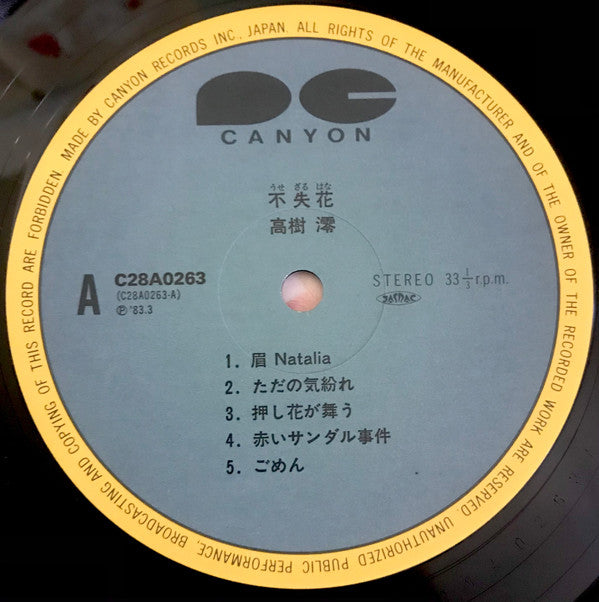 MADE BY CANYON RECORDS INC., JAPAN. ALL RIGHTS OF THE MANUFACTURER AND OF THE OWNER OF THE RECORDED WORK ARE RESERVED. UNAUTHORIZED PUBLIC PERFORMANCE, BROADCASTING AND COPYING OF THIS RECORD ARE FORBIDDEN.
CANYON
うせ ざる はな
不失花
高樹 澪
A
C28A0263
(C28A0263-A)
Ⓟ '83.3
STEREO 33 1/3 r.p.m.
JASRAC
1. 眉 Natalia
2. ただの気紛れ
3. 押し花が舞う
4. 赤いサンダル事件
5. ごめん